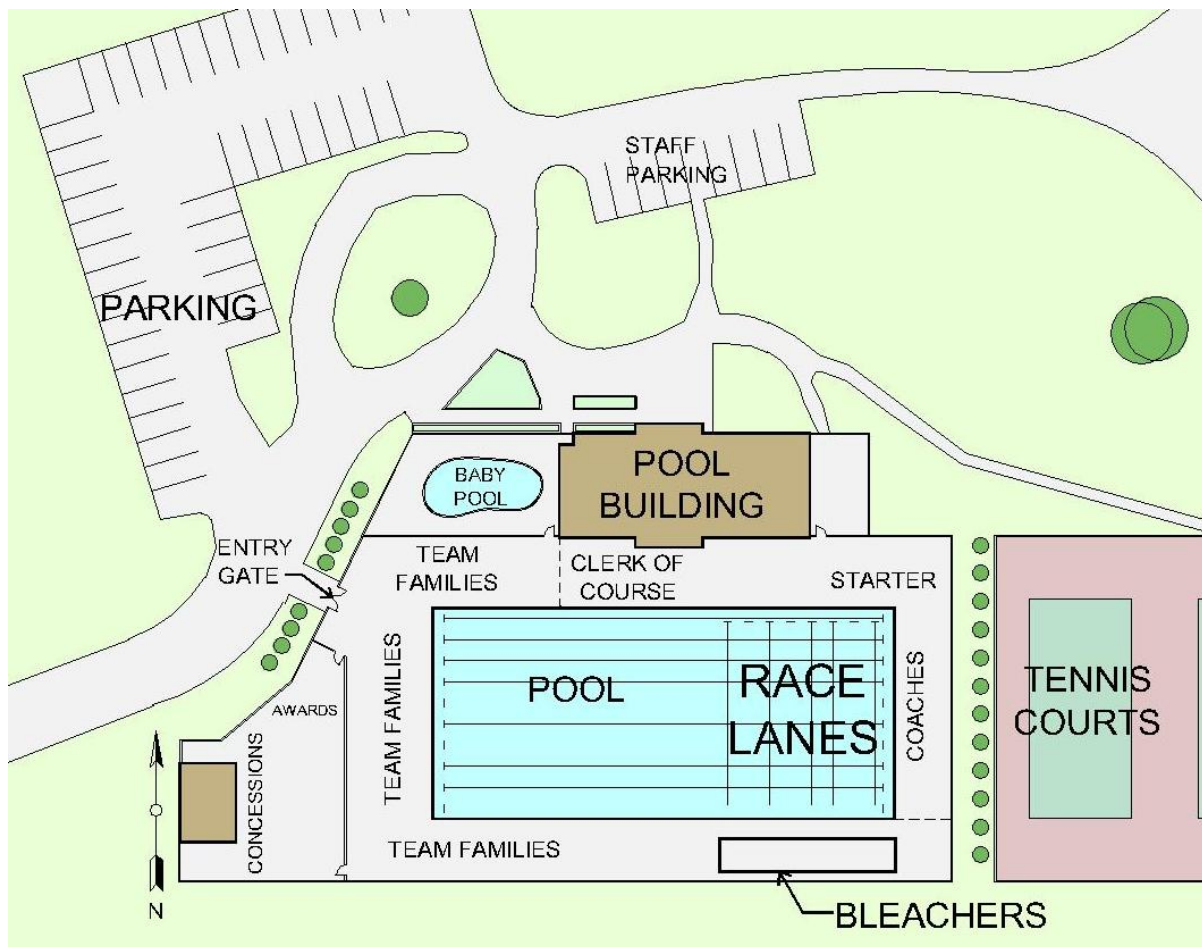 STAFF
PARKING
PARKING
BABY
POOL
POOL
BUILDING
ENTRY
GATE
TEAM
FAMILIES
CLERK OF
COURSE
STARTER
TEAM FAMILIES
POOL
RACE
LANES
COACHES
TENNIS
COURTS
AWARDS
CONCESSIONS
TEAM FAMILIES
N
BLEACHERS